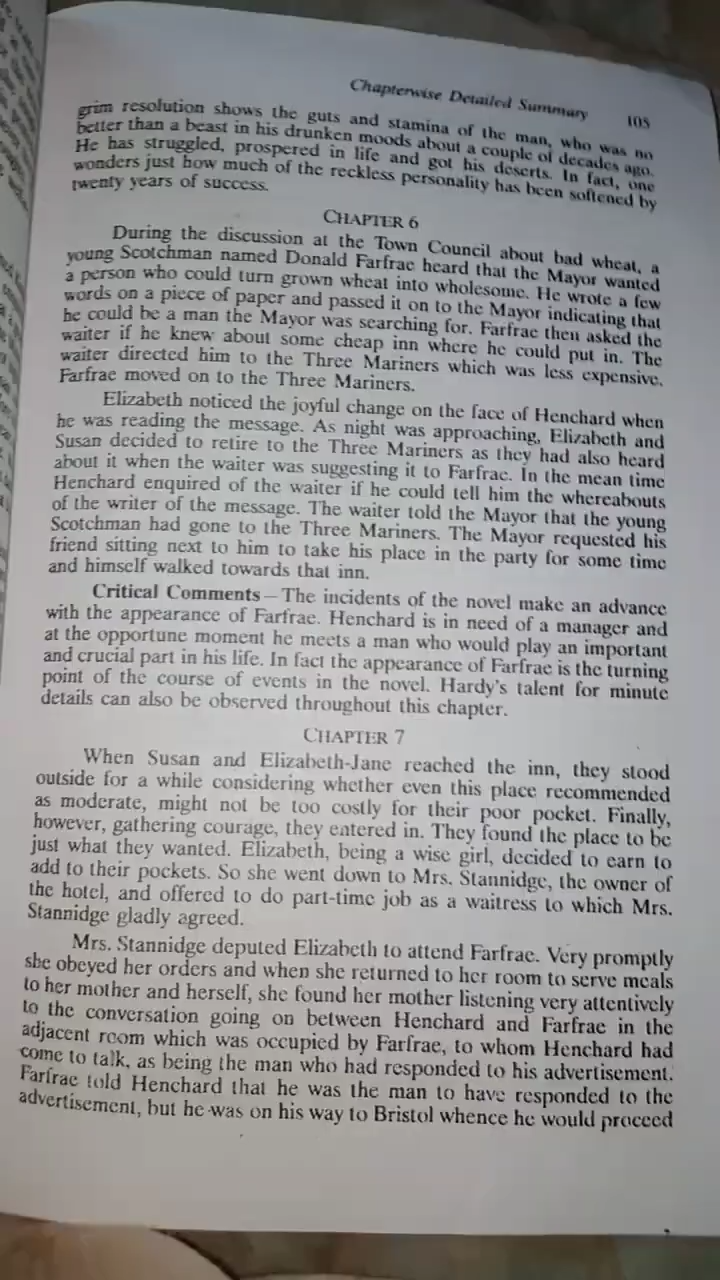 Chapterwise Detailed Summary 105
grim resolution shows the guts and stamina of the man, who was no
better than a beast in his drunken moods about a couple of decades ago.
He has struggled, prospered in life and got his deserts. In fact, one
wonders just how much of the reckless personality has been softened by
twenty years of success.
CHAPTER 6
During the discussion at the Town Council about bad wheat, a
young Scotchman named Donald Farfrae heard that the Mayor wanted
a person who could turn grown wheat into wholesome. He wrote a few
words on a piece of paper and passed it on to the Mayor indicating that
he could be a man the Mayor was searching for. Farfrae then asked the
waiter if he knew about some cheap inn where he could put in. The
waiter directed him to the Three Mariners which was less expensive.
Farfrae moved on to the Three Mariners.
Elizabeth noticed the joyful change on the face of Henchard when
he was reading the message. As night was approaching, Elizabeth and
Susan decided to retire to the Three Mariners as they had also heard
about it when the waiter was suggesting it to Farfrae. In the mean time
Henchard enquired of the waiter if he could tell him the whereabouts
of the writer of the message. The waiter told the Mayor that the young
Scotchman had gone to the Three Mariners. The Mayor requested his
friend sitting next to him to take his place in the party for some time
and himself walked towards that inn.
Critical Comments – The incidents of the novel make an advance
with the appearance of Farfrae. Henchard is in need of a manager and
at the opportune moment he meets a man who would play an important
and crucial part in his life. In fact the appearance of Farfrae is the turning
point of the course of events in the novel. Hardy's talent for minute
details can also be observed throughout this chapter.
CHAPTER 7
When Susan and Elizabeth-Jane reached the inn, they stood
outside for a while considering whether even this place recommended
as moderate, might not be too costly for their poor pocket. Finally,
however, gathering courage, they entered in. They found the place to be
just what they wanted. Elizabeth, being a wise girl, decided to earn to
add to their pockets. So she went down to Mrs. Stannidge, the owner of
the hotel, and offered to do part-time job as a waitress to which Mrs.
Stannidge gladly agreed.
Mrs. Stannidge deputed Elizabeth to attend Farfrae. Very promptly
she obeyed her orders and when she returned to her room to serve meals
to her mother and herself, she found her mother listening very attentively
to the conversation going on between Henchard and Farfrae in the
adjacent room which was occupied by Farfrae, to whom Henchard had
come to talk, as being the man who had responded to his advertisement.
Farfrae told Henchard that he was the man to have responded to the
advertisement, but he was on his way to Bristol whence he would proceed